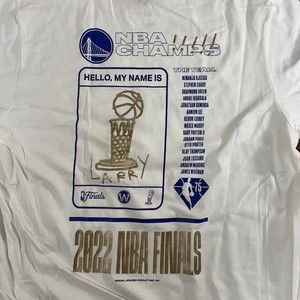 NBA
CHAMPS
HELLO, MY NAME IS
LARRY
Finals
W
THE TEAM
NEMANJA BJELICA
STEPHEN CURRY
DRAYMOND GREEN
ANDRE IGUODALA
JONATHAN KUMINGA
DAMION LEE
KEVON LOONEY
MOSES MOODY
GARY PAYTON II
JORDAN POOLE
OTTO PORTER
KLAY THOMPSON
JUAN TOSCANO
ANDREW WIGGINS
JAMES WISEMAN
75
2022 NBA FINALS